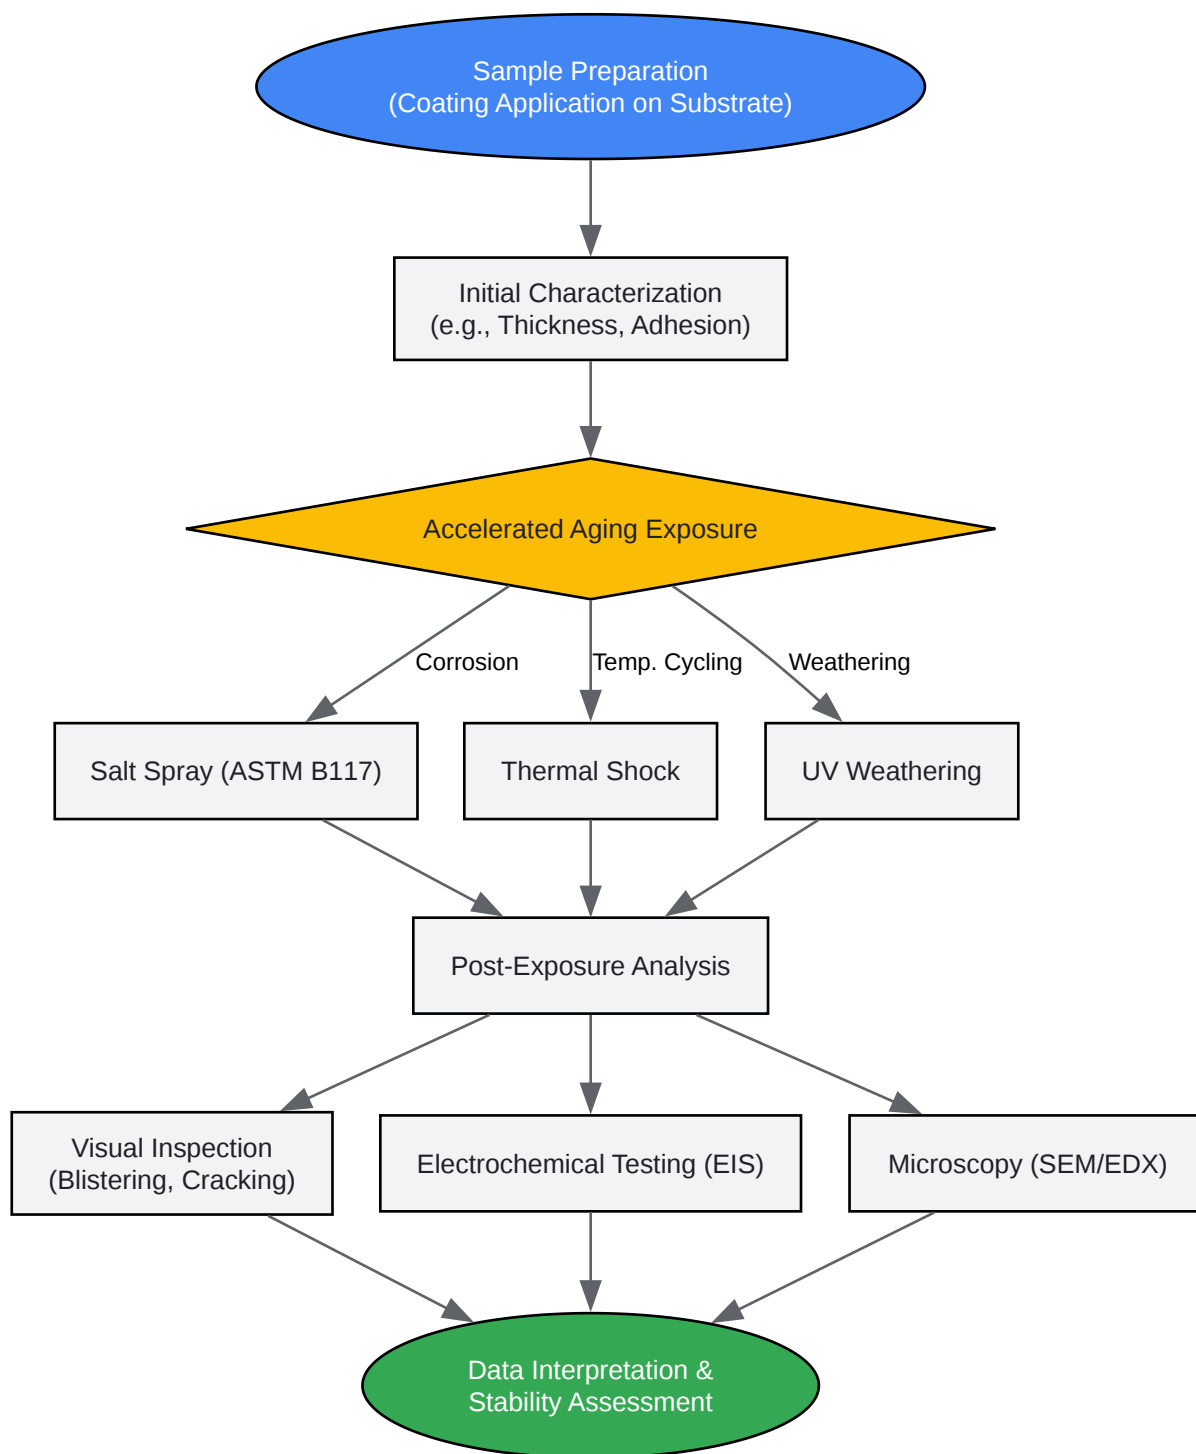 Sample Preparation
(Coating Application on Substrate)
Initial Characterization
(e.g., Thickness, Adhesion)
Accelerated Aging Exposure
Corrosion
Temp. Cycling
Weathering
Salt Spray (ASTM B117)
Thermal Shock
UV Weathering
Post-Exposure Analysis
Visual Inspection
(Blistering, Cracking)
Electrochemical Testing (EIS)
Microscopy (SEM/EDX)
Data Interpretation &
Stability Assessment